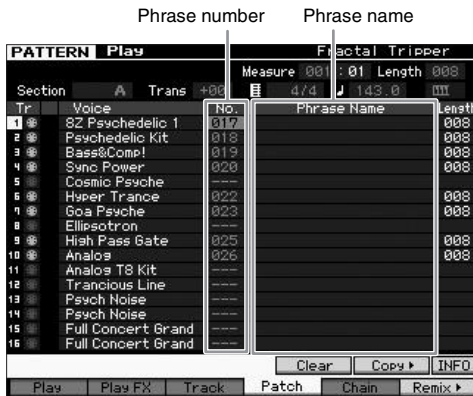 Phrase number Phrase name
PATTERN Play Fractal Tripper
Measure 001 : 01 Length 008
Section A Trans +00 4/4 143.0
Tr Voice No. Phrase Name Length
1 8Z Psychedelic 1 017 008
2 Psychedelic Kit 018 008
3 Bass&Comp! 019 008
4 Sync Power 020 008
5 Cosmic Psyche ---
6 Hyper Trance 022 008
7 Goa Psyche 023 008
8 Ellipsotron ---
9 High Pass Gate 025 008
10 Analog 026 008
11 Analog T8 Kit ---
12 Trancious Line ---
13 Psych Noise ---
14 Psych Noise ---
15 Full Concert Grand ---
16 Full Concert Grand ---
Clear Copy INFO
Play Play FX Track Patch Chain Remix